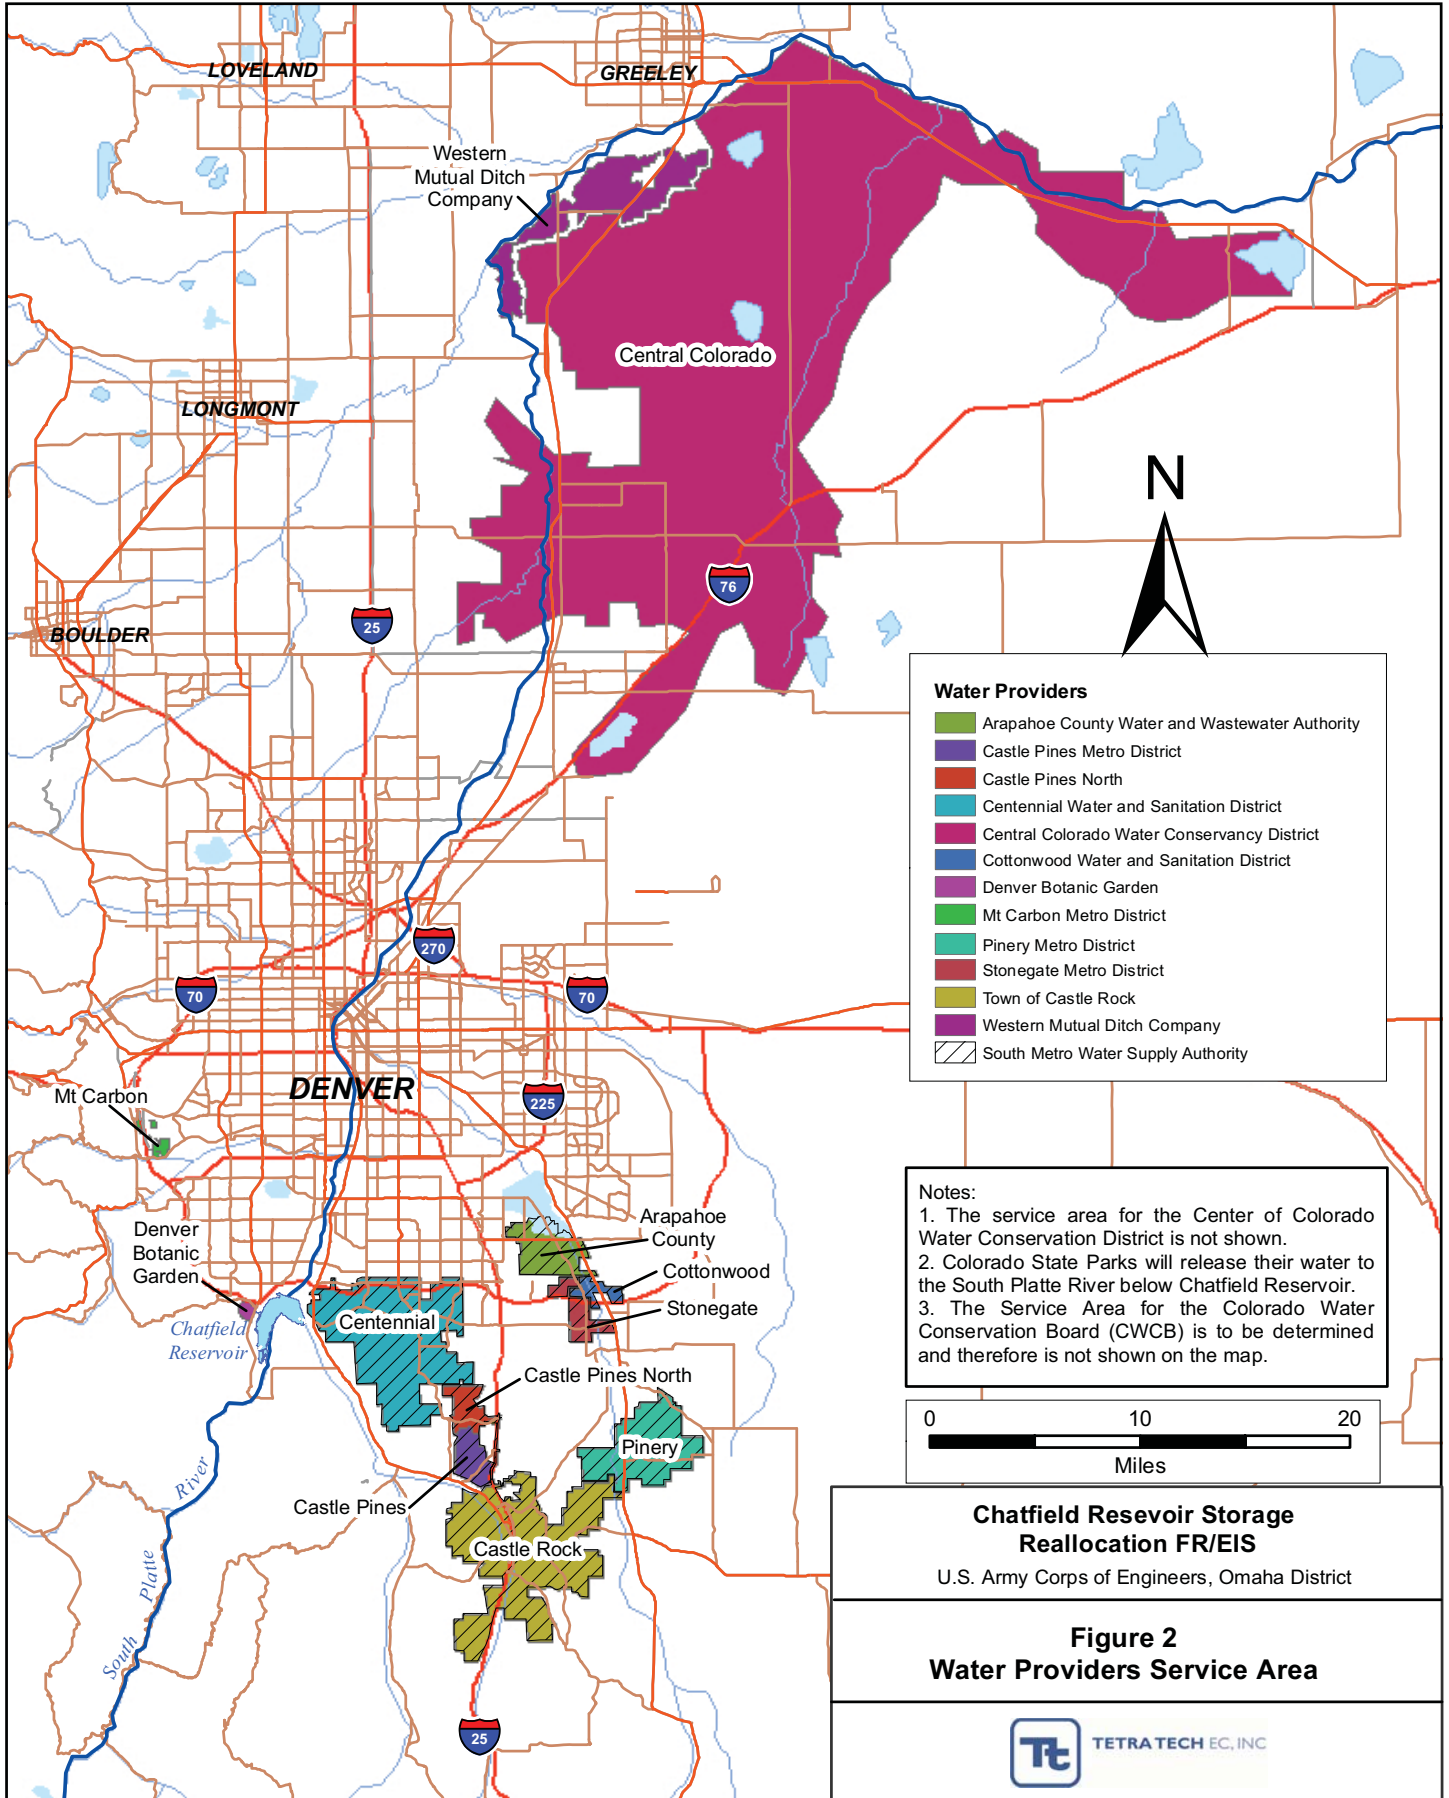 LOVELAND
GREELEY
Western
Mutual Ditch
Company
Central Colorado
LONGMONT
N
76
25
BOULDER
Water Providers
Arapahoe County Water and Wastewater Authority
Castle Pines Metro District
Castle Pines North
Centennial Water and Sanitation District
Central Colorado Water Conservancy District
Cottonwood Water and Sanitation District
Denver Botanic Garden
Mt Carbon Metro District
Pinery Metro District
Stonegate Metro District
Town of Castle Rock
Western Mutual Ditch Company
South Metro Water Supply Authority
270
70
70
DENVER
225
Mt Carbon
Denver
Botanic
Garden
Arapahoe
County
Cottonwood
Stonegate
Centennial
Chatfield
Reservoir
Castle Pines North
Pinery
Castle Pines
Castle Rock
South Platte River
25
Notes:
1. The service area for the Center of Colorado
Water Conservation District is not shown.
2. Colorado State Parks will release their water to
the South Platte River below Chatfield Reservoir.
3. The Service Area for the Colorado Water
Conservation Board (CWCB) is to be determined
and therefore is not shown on the map.
0 10 20
Miles
Chatfield Resevoir Storage
Reallocation FR/EIS
U.S. Army Corps of Engineers, Omaha District
Figure 2
Water Providers Service Area
Tt TETRA TECH EC, INC